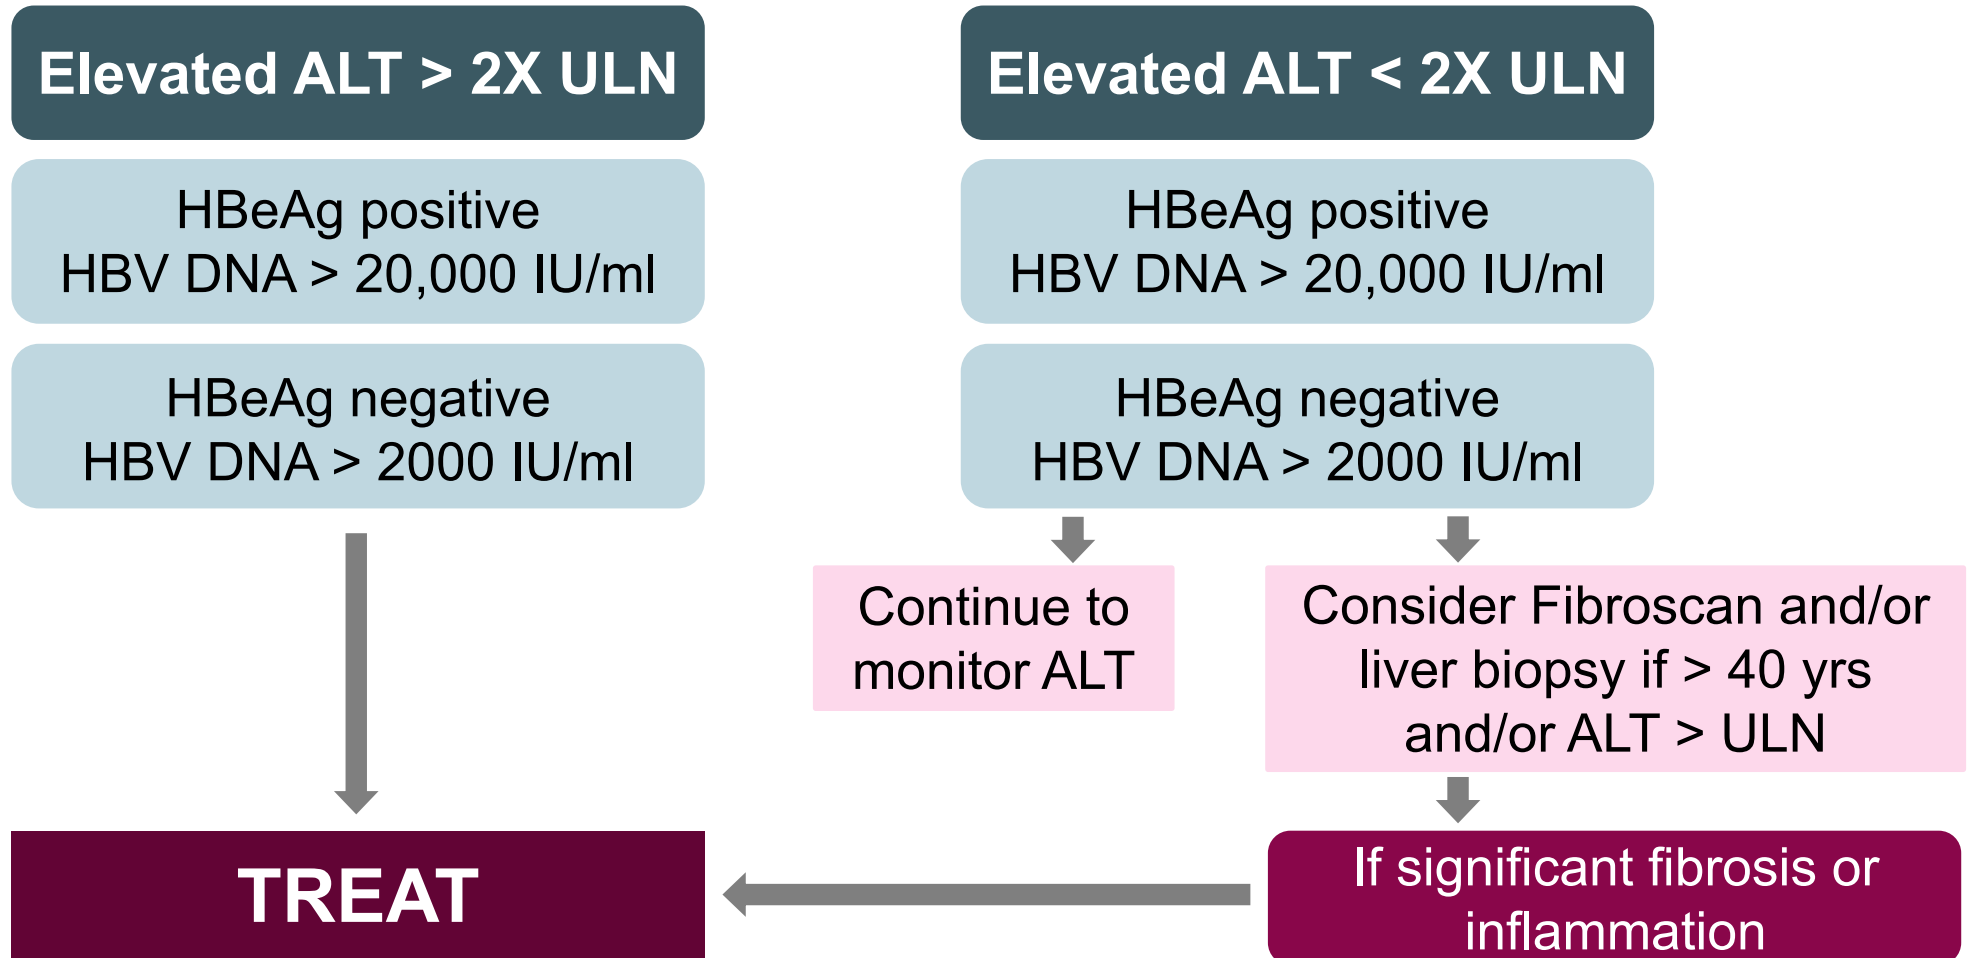 Elevated ALT > 2X ULN
HBeAg positive
HBV DNA > 20,000 IU/ml
HBeAg negative
HBV DNA > 2000 IU/ml
Elevated ALT < 2X ULN
HBeAg positive
HBV DNA > 20,000 IU/ml
HBeAg negative
HBV DNA > 2000 IU/ml
Continue to
monitor ALT
Consider Fibroscan and/or
liver biopsy if > 40 yrs
and/or ALT > ULN
If significant fibrosis or
inflammation
TREAT